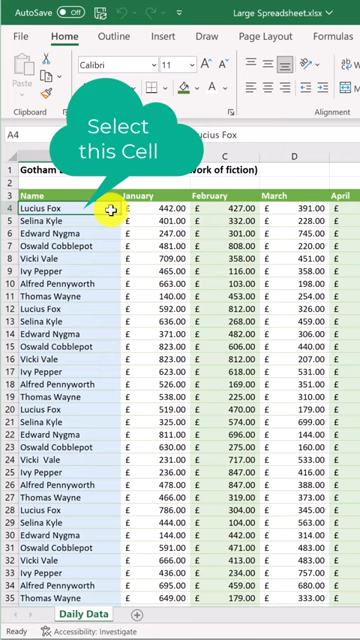 AutoSave Off Large Spreadsheet.xlsx
File Home Insert Draw Page Layout Formulas
Calibri 11
Paste B I U
Clipboard Font Alignment
Select
this Cell
A4 Lucius Fox
C D E
1 Gotham work of fiction)
2
3 Name January February March April
4 Lucius Fox £ 442.00 £ 427.00 £ 391.00 £
5 Selina Kyle £ 401.00 £ 332.00 £ 228.00 £
6 Edward Nygma £ 247.00 £ 301.00 £ 745.00 £
7 Oswald Cobblepot £ 481.00 £ 808.00 £ 220.00 £
8 Vicki Vale £ 709.00 £ 358.00 £ 451.00 £
9 Ivy Pepper £ 465.00 £ 116.00 £ 358.00 £
10 Alfred Pennyworth £ 663.00 £ 103.00 £ 198.00 £
11 Thomas Wayne £ 140.00 £ 453.00 £ 254.00 £
12 Lucius Fox £ 592.00 £ 812.00 £ 326.00 £
13 Selina Kyle £ 636.00 £ 268.00 £ 459.00 £
14 Edward Nygma £ 371.00 £ 482.00 £ 306.00 £
15 Oswald Cobblepot £ 823.00 £ 606.00 £ 440.00 £
16 Vicki Vale £ 823.00 £ 812.00 £ 207.00 £
17 Ivy Pepper £ 623.00 £ 618.00 £ 531.00 £
18 Alfred Pennyworth £ 526.00 £ 169.00 £ 351.00 £
19 Thomas Wayne £ 538.00 £ 225.00 £ 310.00 £
20 Lucius Fox £ 519.00 £ 470.00 £ 179.00 £
21 Selina Kyle £ 325.00 £ 574.00 £ 699.00 £
22 Edward Nygma £ 811.00 £ 696.00 £ 144.00 £
23 Oswald Cobblepot £ 630.00 £ 275.00 £ 158.00 £
24 Vicki Vale £ 231.00 £ 717.00 £ 533.00 £
25 Ivy Pepper £ 236.00 £ 847.00 £ 416.00 £
26 Alfred Pennyworth £ 478.00 £ 847.00 £ 388.00 £
27 Thomas Wayne £ 466.00 £ 319.00 £ 373.00 £
28 Lucius Fox £ 786.00 £ 304.00 £ 345.00 £
29 Selina Kyle £ 444.00 £ 104.00 £ 563.00 £
30 Edward Nygma £ 144.00 £ 442.00 £ 314.00 £
31 Oswald Cobblepot £ 591.00 £ 471.00 £ 483.00 £
32 Vicki Vale £ 666.00 £ 413.00 £ 483.00 £
33 Ivy Pepper £ 436.00 £ 234.00 £ 757.00 £
34 Alfred Pennyworth £ 695.00 £ 459.00 £ 680.00 £
35 Thomas Wayne £ 649.00 £ 179.00 £ 333.00 £
Daily Data
Ready Accessibility: Investigate